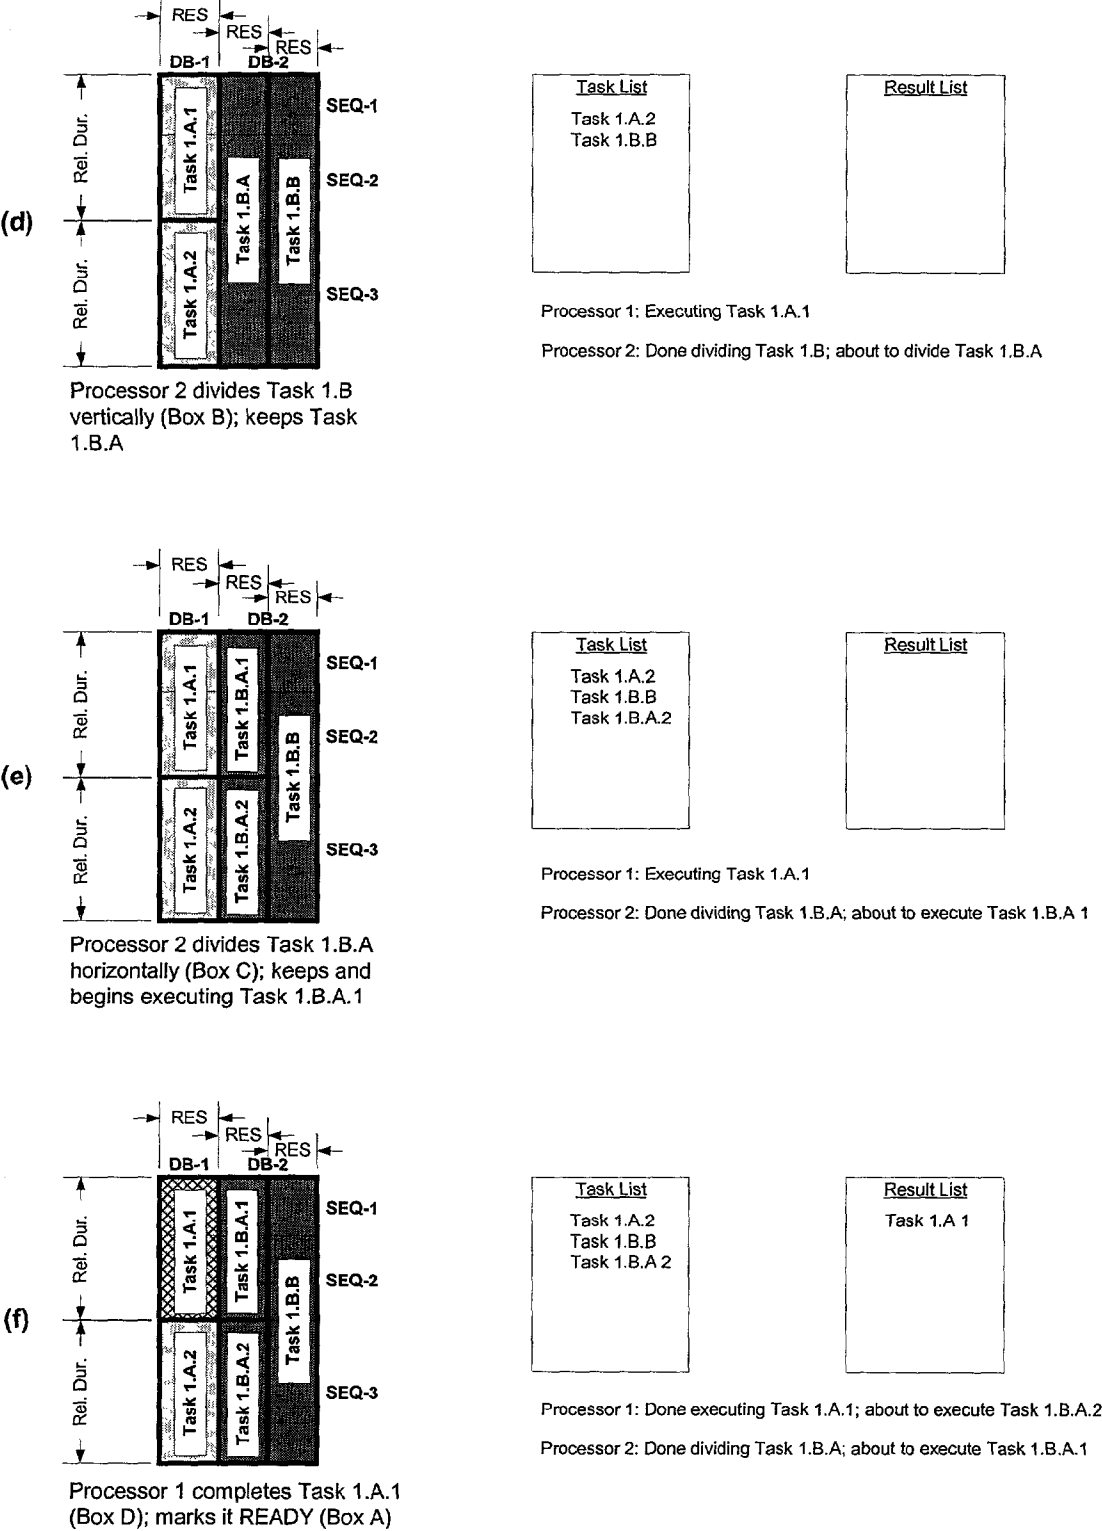 RES
RES
RES
DB-1
DB-2
Rel. Dur.
Rel. Dur.
Task 1.A.1
Task 1.A.2
Task 1.B.A
Task 1.B.B
SEQ-1
SEQ-2
SEQ-3
(d)
Processor 2 divides Task 1.B
vertically (Box B); keeps Task
1.B.A
Task List
Task 1.A.2
Task 1.B.B
Result List
Processor 1: Executing Task 1.A.1
Processor 2: Done dividing Task 1.B; about to divide Task 1.B.A
RES
RES
RES
DB-1
DB-2
Rel. Dur.
Rel. Dur.
Task 1.A.1
Task 1.A.2
Task 1.B.A.1
Task 1.B.A.2
Task 1.B.B
SEQ-1
SEQ-2
SEQ-3
(e)
Processor 2 divides Task 1.B.A
horizontally (Box C); keeps and
begins executing Task 1.B.A.1
Task List
Task 1.A.2
Task 1.B.B
Task 1.B.A.2
Result List
Processor 1: Executing Task 1.A.1
Processor 2: Done dividing Task 1.B.A; about to execute Task 1.B.A 1
RES
RES
RES
DB-1
DB-2
Rel. Dur.
Rel. Dur.
Task 1.A.1
Task 1.A.2
Task 1.B.A.1
Task 1.B.A.2
Task 1.B.B
SEQ-1
SEQ-2
SEQ-3
(f)
Processor 1 completes Task 1.A.1
(Box D); marks it READY (Box A)
Task List
Task 1.A.2
Task 1.B.B
Task 1.B.A 2
Result List
Task 1.A 1
Processor 1: Done executing Task 1.A.1; about to execute Task 1.B.A.2
Processor 2: Done dividing Task 1.B.A; about to execute Task 1.B.A.1